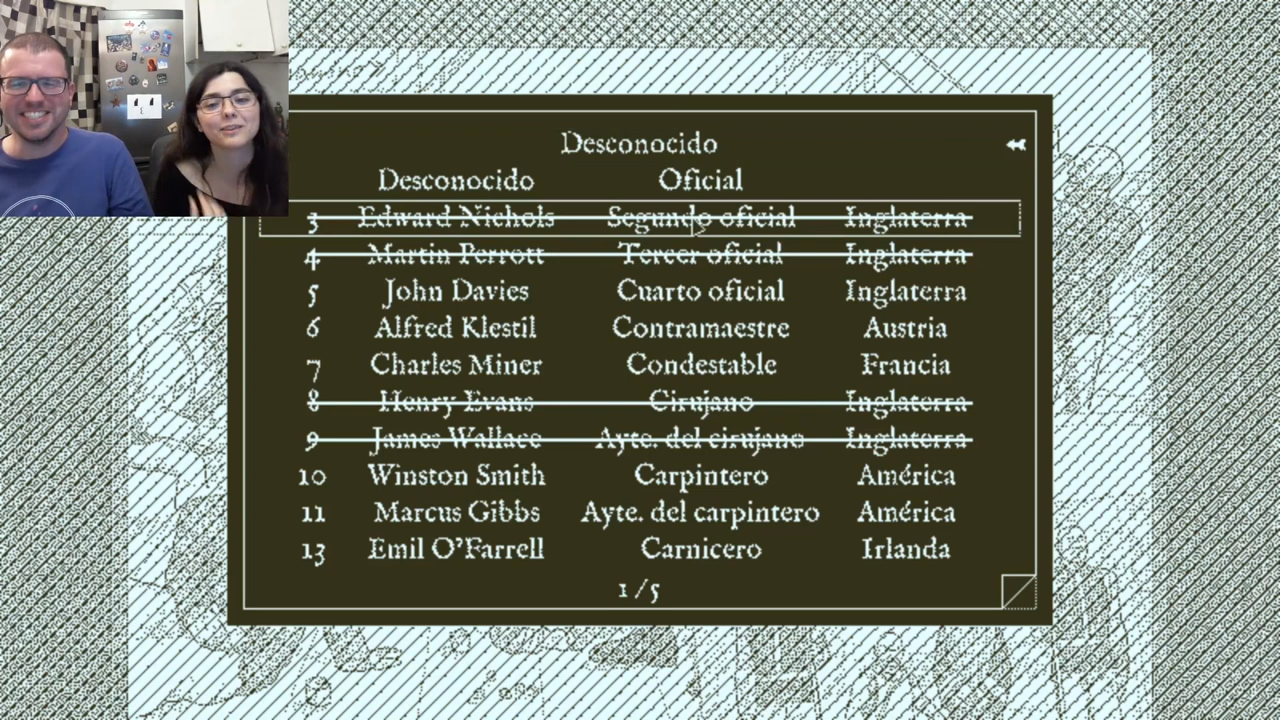 Desconocido
Desconocido Oficial
3 Edward Nichols Segundo oficial Inglaterra
4 Martin Perrott Tercer oficial Inglaterra
5 John Davies Cuarto oficial Inglaterra
6 Alfred Klestil Contramaestre Austria
7 Charles Miner Condestable Francia
8 Henry Evans Cirujano Inglaterra
9 James Wallace Ayte. del cirujano Inglaterra
10 Winston Smith Carpintero América
11 Marcus Gibbs Ayte. del carpintero América
13 Emil O'Farrell Carnicero Irlanda
1/5